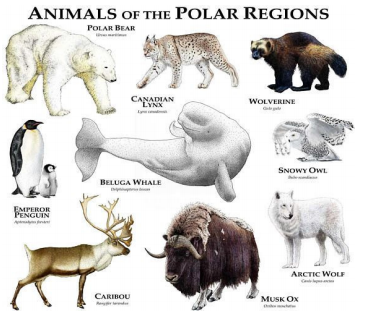 ANIMALS OF THE POLAR REGIONS
POLAR BEAR
Ursus maritimus
CANADIAN
LYNX
Lynx canadensis
WOLVERINE
Gulo gulo
SNOWY OWL
Bubo scandiacus
BELUGA WHALE
Delphinapterus leucas
EMPEROR
PENGUIN
Aptenodytes forsteri
ARCTIC WOLF
Canis lupus arctos
CARIBOU
Rangifer tarandus
MUSK OX
Ovibos moschatus